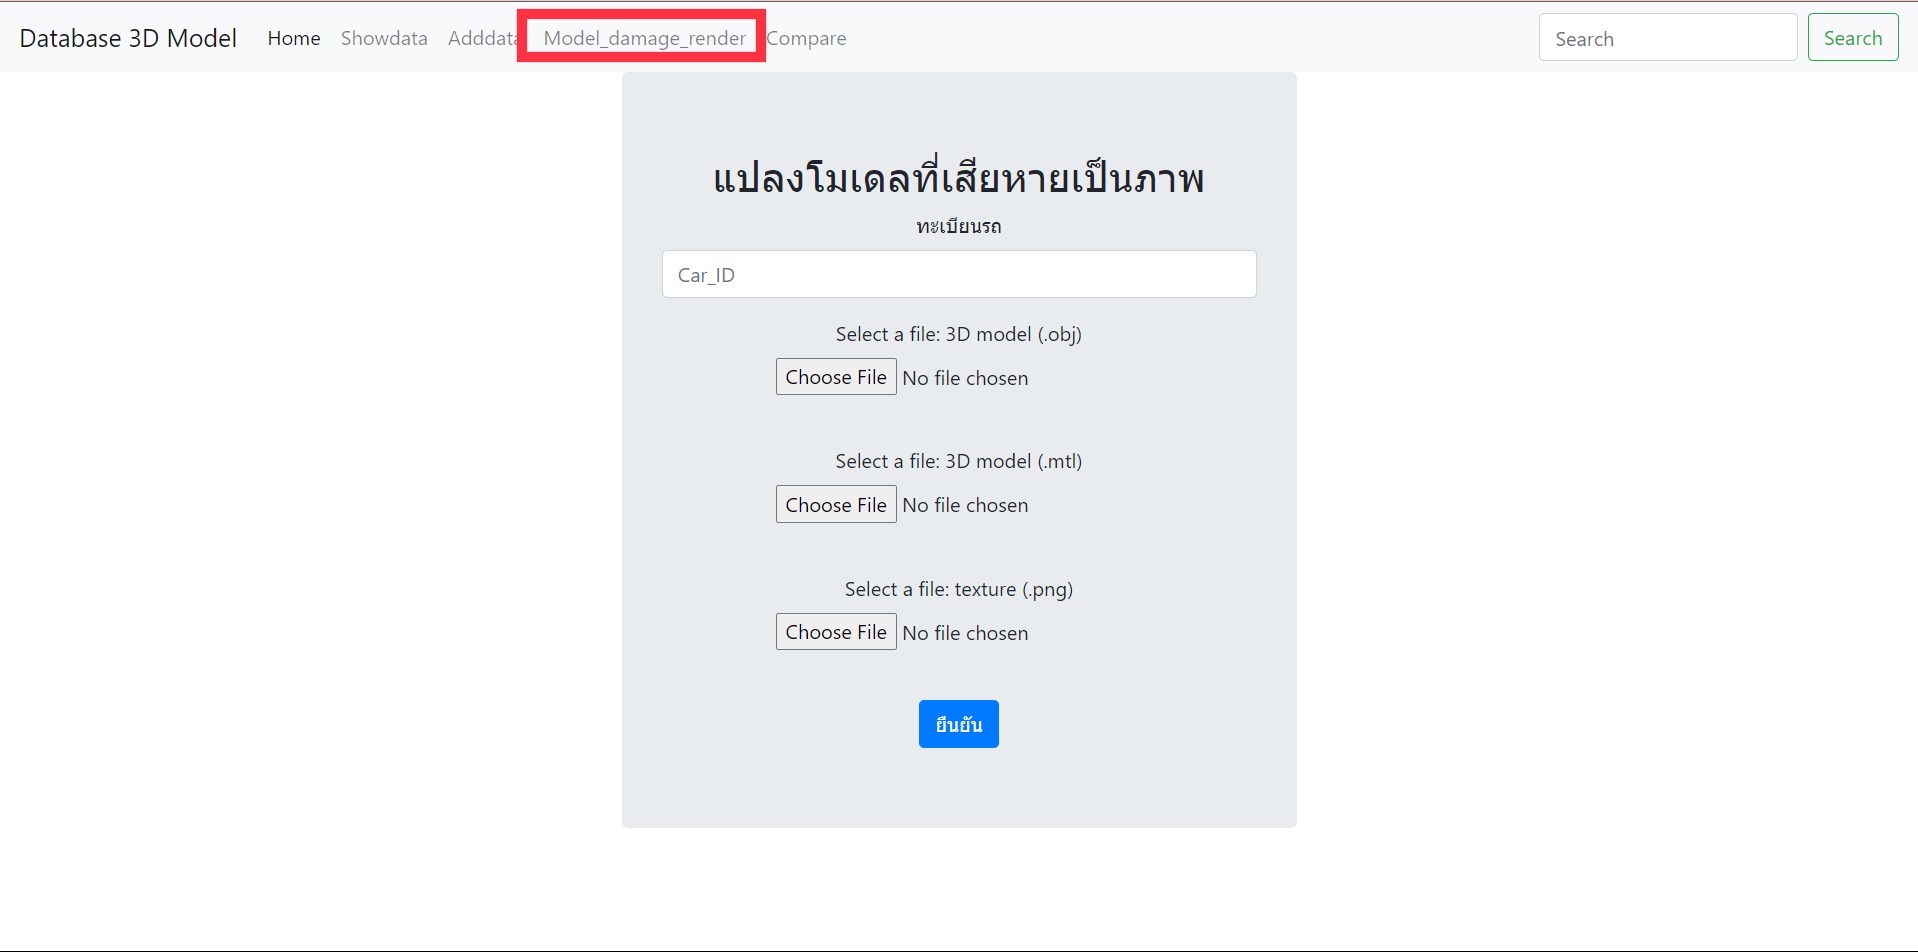 Database 3D Model Home Showdata Adddata Model_damage_render Compare Search Search
แปลงโมเดลที่เสียหายเป็นภาพ
ทะเบียนรถ
Car_ID
Select a file: 3D model (.obj)
Choose File No file chosen
Select a file: 3D model (.mtl)
Choose File No file chosen
Select a file: texture (.png)
Choose File No file chosen
ยืนยัน